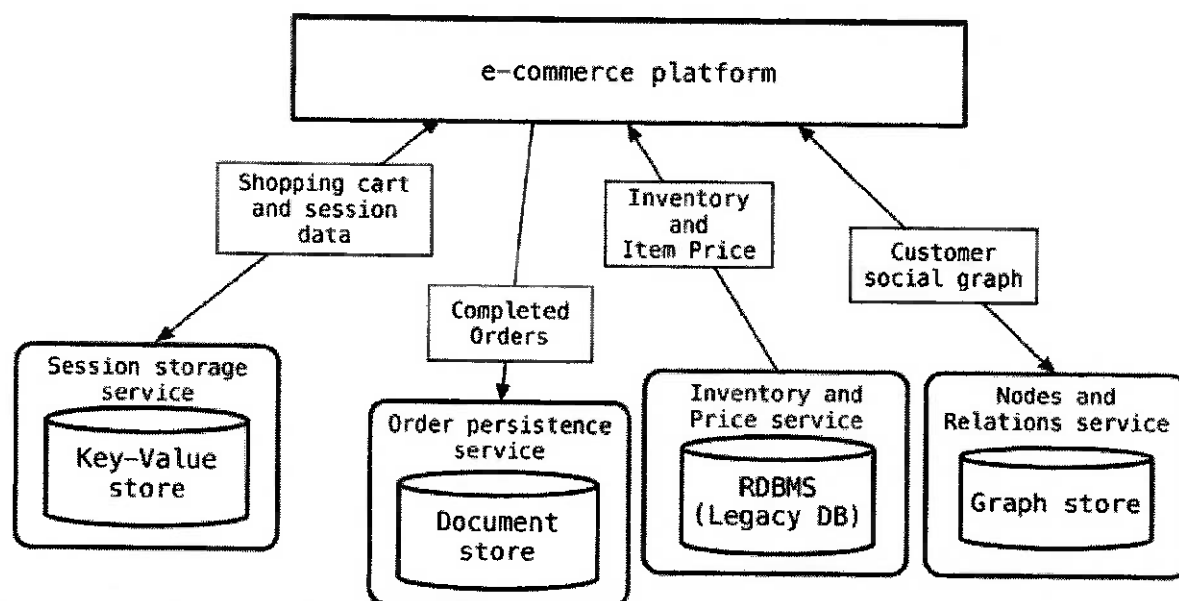 e-commerce platform
Shopping cart
and session
data
Inventory
and
Item Price
Customer
social graph
Completed
Orders
Session storage
service
Key-Value
store
Order persistence
service
Document
store
Inventory and
Price service
RDBMS
(Legacy DB)
Nodes and
Relations service
Graph store